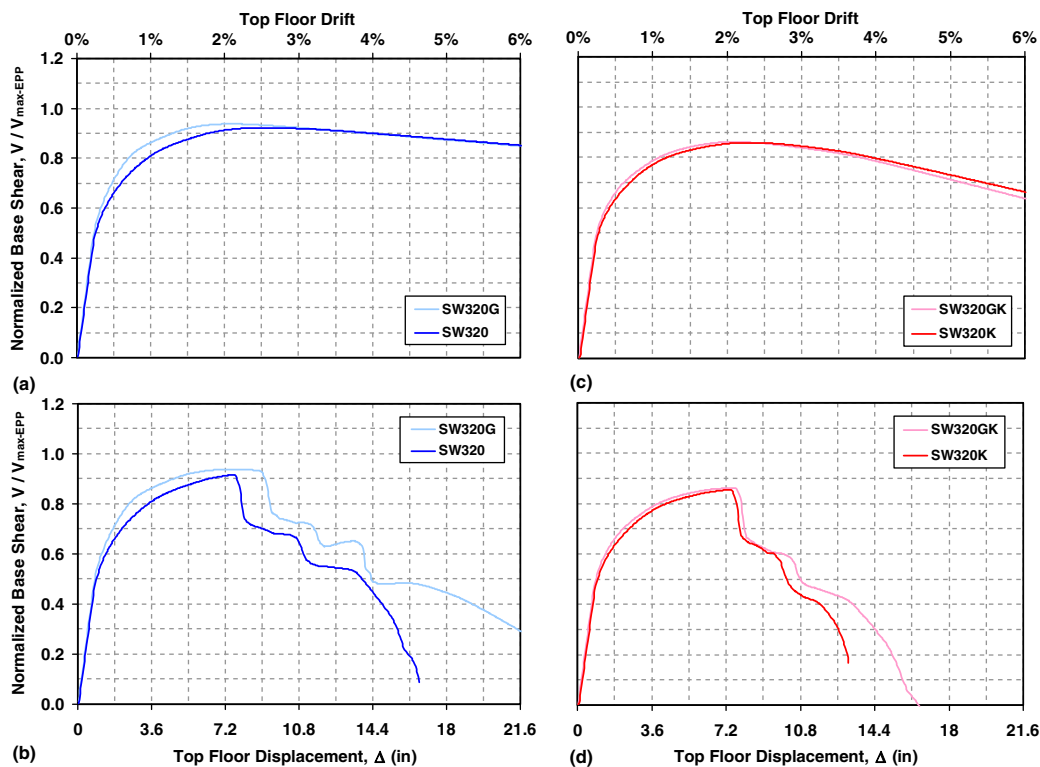 Top Floor Drift
0% 1% 2% 3% 4% 5% 6%
Normalized Base Shear, V / Vmax-EPP
1.2
1.0
0.8
0.6
0.4
0.2
0.0
SW320G
SW320
(a)
Top Floor Drift
0% 1% 2% 3% 4% 5% 6%
SW320GK
SW320K
(c)
Normalized Base Shear, V / Vmax-EPP
1.2
1.0
0.8
0.6
0.4
0.2
0.0
SW320G
SW320
0 3.6 7.2 10.8 14.4 18 21.6
(b)
Top Floor Displacement, Δ (in)
SW320GK
SW320K
0 3.6 7.2 10.8 14.4 18 21.6
(d)
Top Floor Displacement, Δ (in)